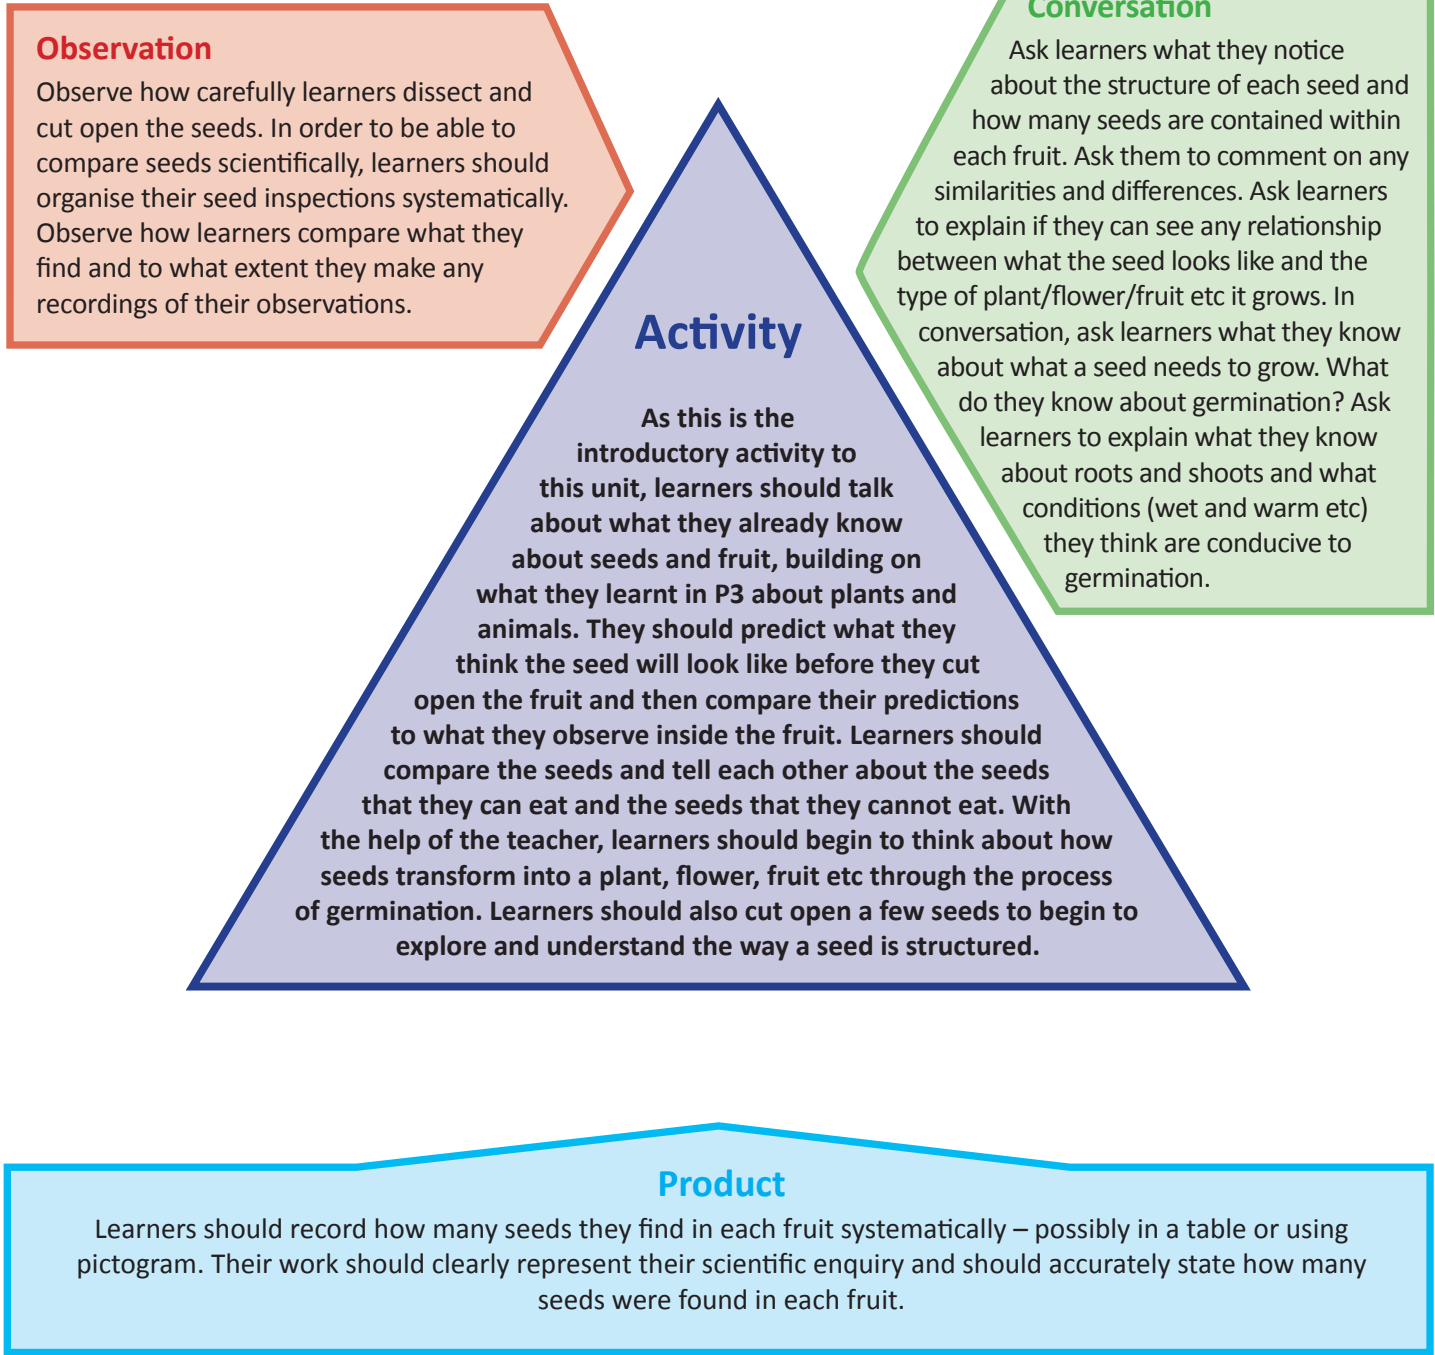 Observation
Observe how carefully learners dissect and
cut open the seeds. In order to be able to
compare seeds scientifically, learners should
organise their seed inspections systematically.
Observe how learners compare what they
find and to what extent they make any
recordings of their observations.
Conversation
Ask learners what they notice
about the structure of each seed and
how many seeds are contained within
each fruit. Ask them to comment on any
similarities and differences. Ask learners
to explain if they can see any relationship
between what the seed looks like and the
type of plant/flower/fruit etc it grows. In
conversation, ask learners what they know
about what a seed needs to grow. What
do they know about germination? Ask
learners to explain what they know
about roots and shoots and what
conditions (wet and warm etc)
they think are conducive to
germination.
Activity
As this is the
introductory activity to
this unit, learners should talk
about what they already know
about seeds and fruit, building on
what they learnt in P3 about plants and
animals. They should predict what they
think the seed will look like before they cut
open the fruit and then compare their predictions
to what they observe inside the fruit. Learners should
compare the seeds and tell each other about the seeds
that they can eat and the seeds that they cannot eat. With
the help of the teacher, learners should begin to think about how
seeds transform into a plant, flower, fruit etc through the process
of germination. Learners should also cut open a few seeds to begin to
explore and understand the way a seed is structured.
Product
Learners should record how many seeds they find in each fruit systematically – possibly in a table or using
pictogram. Their work should clearly represent their scientific enquiry and should accurately state how many
seeds were found in each fruit.